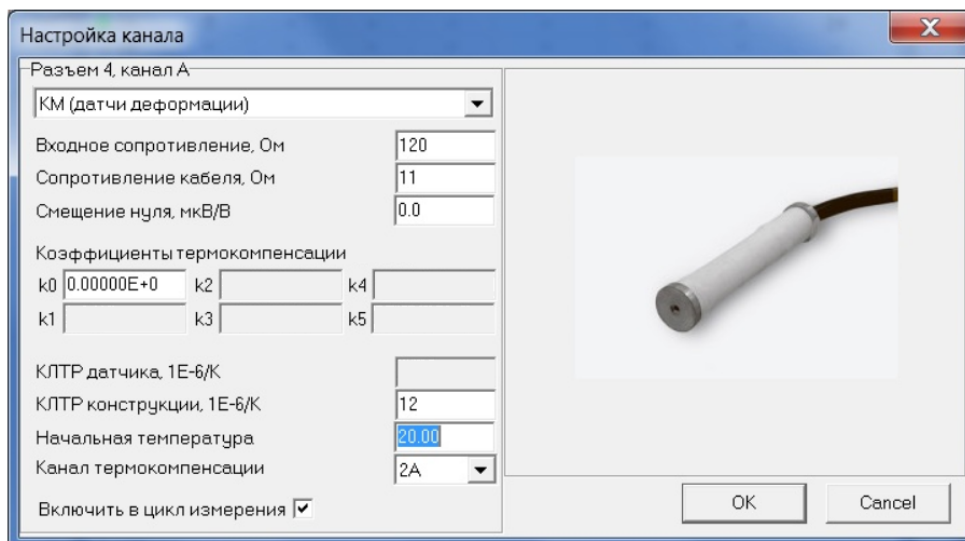 Настройка канала
Разъем 4, канал А
КМ (датчи деформации)
Входное сопротивление, Ом 120
Сопротивление кабеля, Ом 11
Смещение нуля, мкВ/В 0.0
Коэффициенты термокомпенсации
k0 0.00000E+0 k2 k4
k1 k3 k5
КЛТР датчика, 1E-6/K
КЛТР конструкции, 1E-6/K 12
Начальная температура 20.00
Канал термокомпенсации 2A
Включить в цикл измерения
OK Cancel